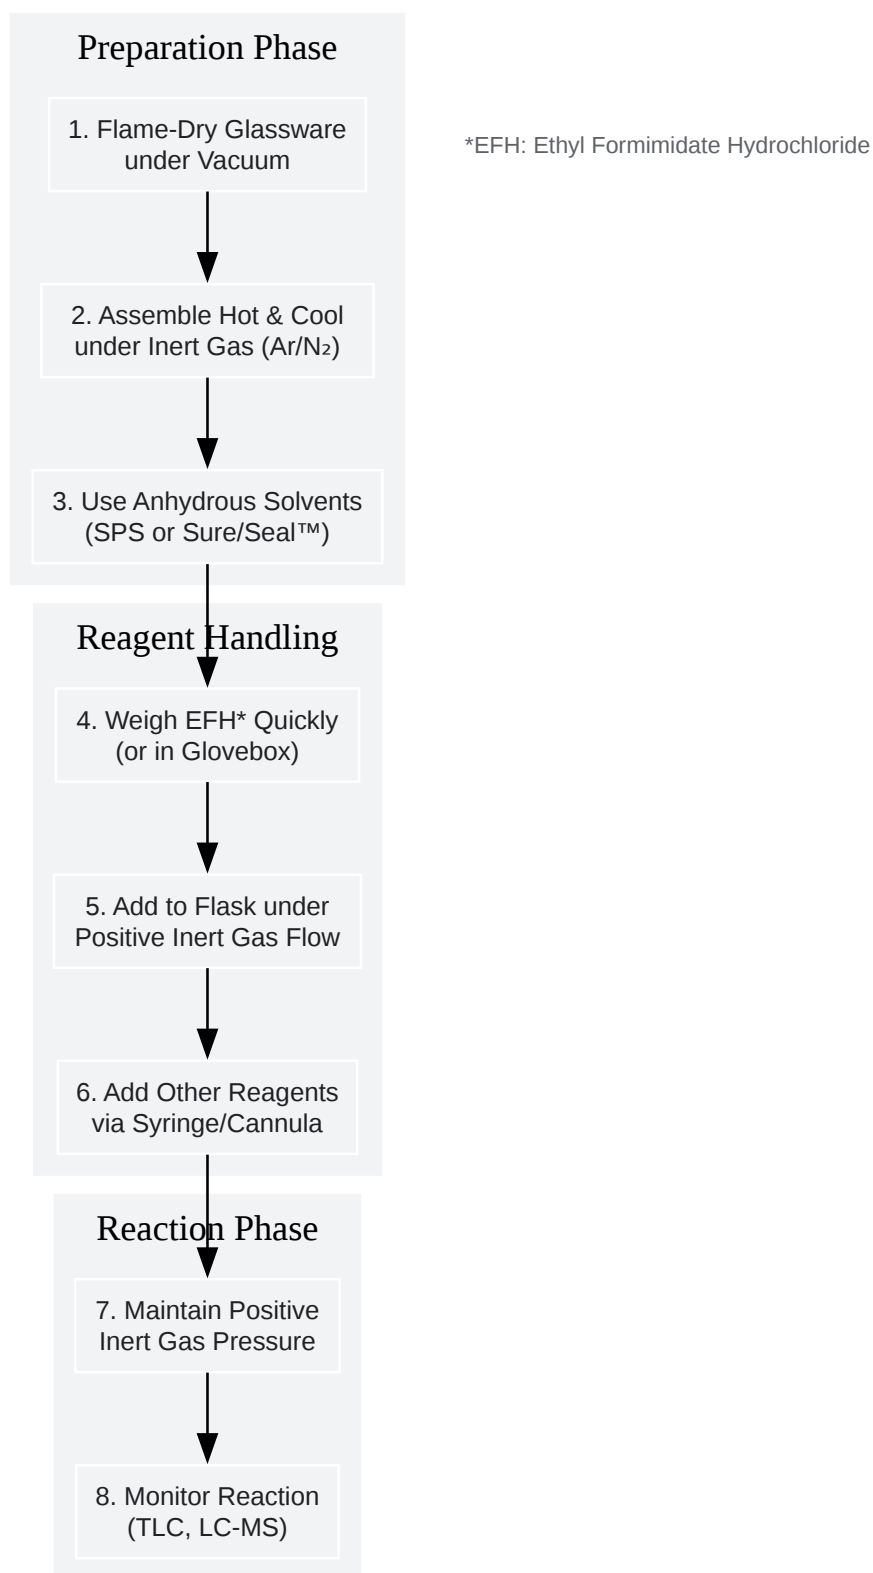 Preparation Phase
1. Flame-Dry Glassware
under Vacuum
*EFH: Ethyl Formimidate Hydrochloride
2. Assemble Hot & Cool
under Inert Gas (Ar/N₂)
3. Use Anhydrous Solvents
(SPS or Sure/Seal™)
Reagent Handling
4. Weigh EFH* Quickly
(or in Glovebox)
5. Add to Flask under
Positive Inert Gas Flow
6. Add Other Reagents
via Syringe/Cannula
Reaction Phase
7. Maintain Positive
Inert Gas Pressure
8. Monitor Reaction
(TLC, LC-MS)